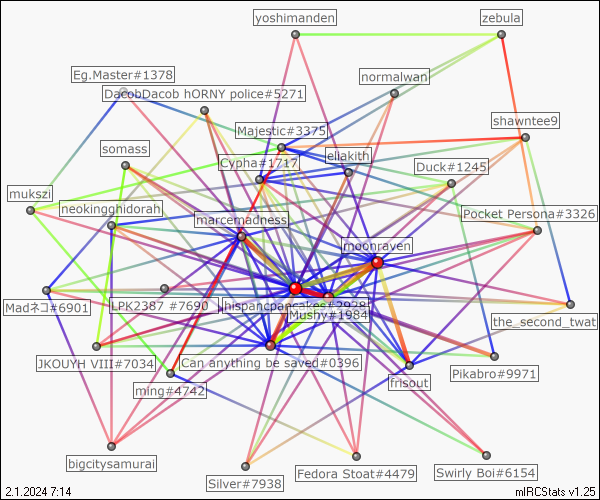 yoshimanden
zebula
Eg.Master#1378
normalwan
DacobDacob hORNY police#5271
shawntee9
Majestic#3375
somass
eliakith
Cypha#1717
Duck#1245
mukszi
neokingghidorah
Pocket Persona#3326
marcemadness
moonraven
Madネコ#6901
LPK2387 #7690
hispancpancakes#2928
Mushy#1984
the_second_twat
JKOUYH VIII#7034
Can anything be saved#0396
Pikabro#9971
frisout
ming#4742
bigcitysamurai
Fedora Stoat#4479
Swirly Boi#6154
Silver#7938
2.1.2024 7:14
mIRCStats v1.25